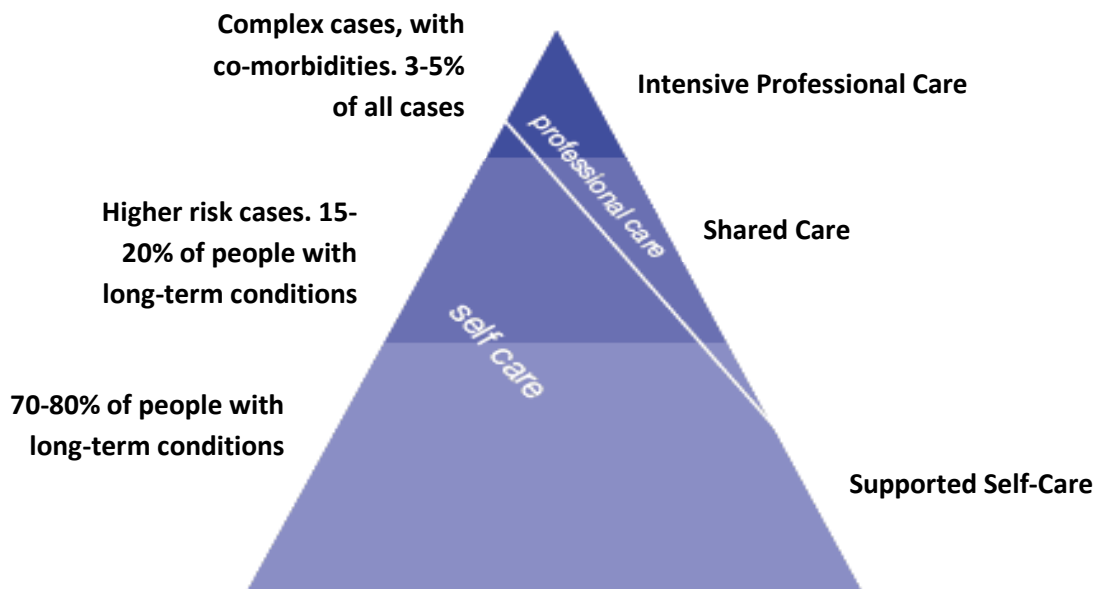 Complex cases, with
co-morbidities. 3-5%
of all cases
Intensive Professional Care
professional care
Higher risk cases. 15-
20% of people with
long-term conditions
Shared Care
self care
70-80% of people with
long-term conditions
Supported Self-Care